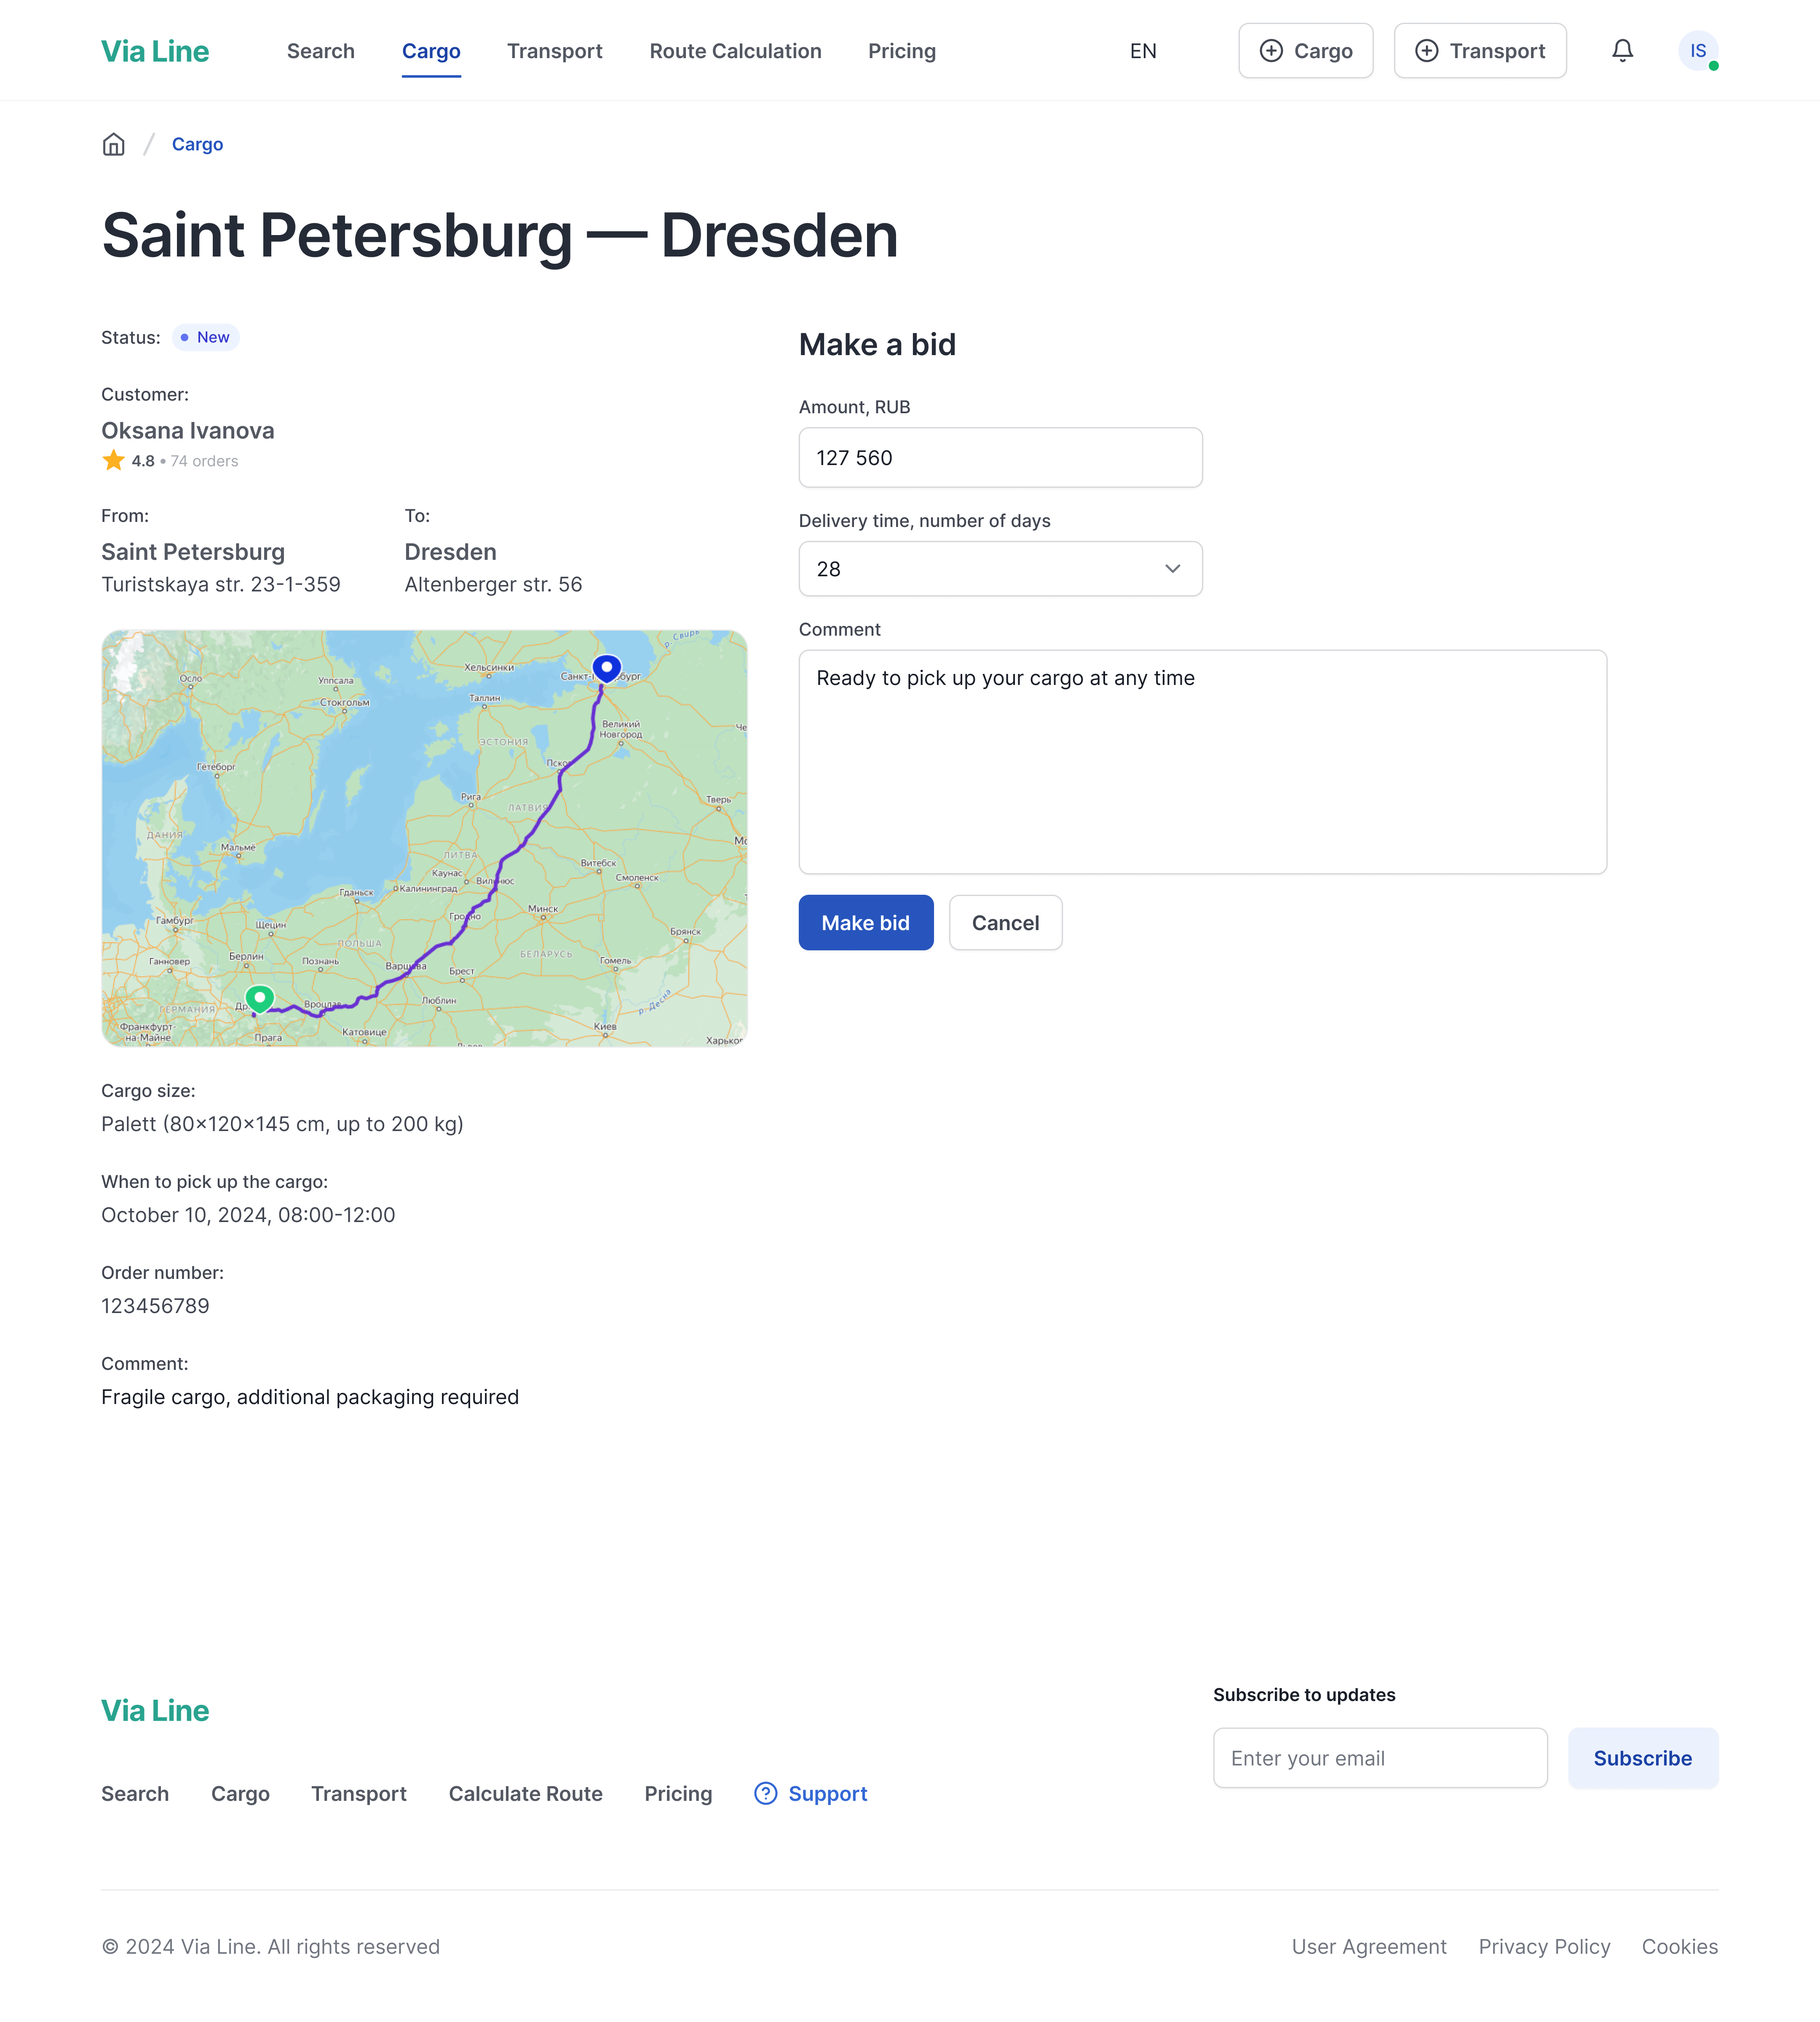 Via Line
Search
Cargo
Transport
Route Calculation
Pricing
EN
Cargo
Transport
IS
Cargo
Saint Petersburg — Dresden
Status:
New
Customer:
Oksana Ivanova
4.8 • 74 orders
From:
Saint Petersburg
Turistskaya str. 23-1-359
To:
Dresden
Altenberger str. 56
р. Свирь
Хельсинки
Осло
Уппсала
Стокгольм
Таллин
Великий
Новгород
ЭСТОНИЯ
Гётеборг
Рига
ЛАТВИЯ
Тверь
ДАНИЯ
Мальмё
ЛИТВА
Витебск
Каунас
Вильнюс
Смоленск
Гданьск
Калининград
Минск
Гродно
Гамбург
Щецин
Брянск
ПОЛЬША
БЕЛАРУСЬ
Ганновер
Берлин
Познань
Варшава
Брест
Гомель
Люблин
Вроцлав
ГЕРМАНИЯ
р. Десна
Франкфурт-
на-Майне
Прага
Катовице
Киев
Cargo size:
Palett (80×120×145 cm, up to 200 kg)
When to pick up the cargo:
October 10, 2024, 08:00-12:00
Order number:
123456789
Comment:
Fragile cargo, additional packaging required
Make a bid
Amount, RUB
127 560
Delivery time, number of days
28
Comment
Ready to pick up your cargo at any time
Make bid
Cancel
Via Line
Search
Cargo
Transport
Calculate Route
Pricing
Support
Subscribe to updates
Enter your email
Subscribe
© 2024 Via Line. All rights reserved
User Agreement
Privacy Policy
Cookies